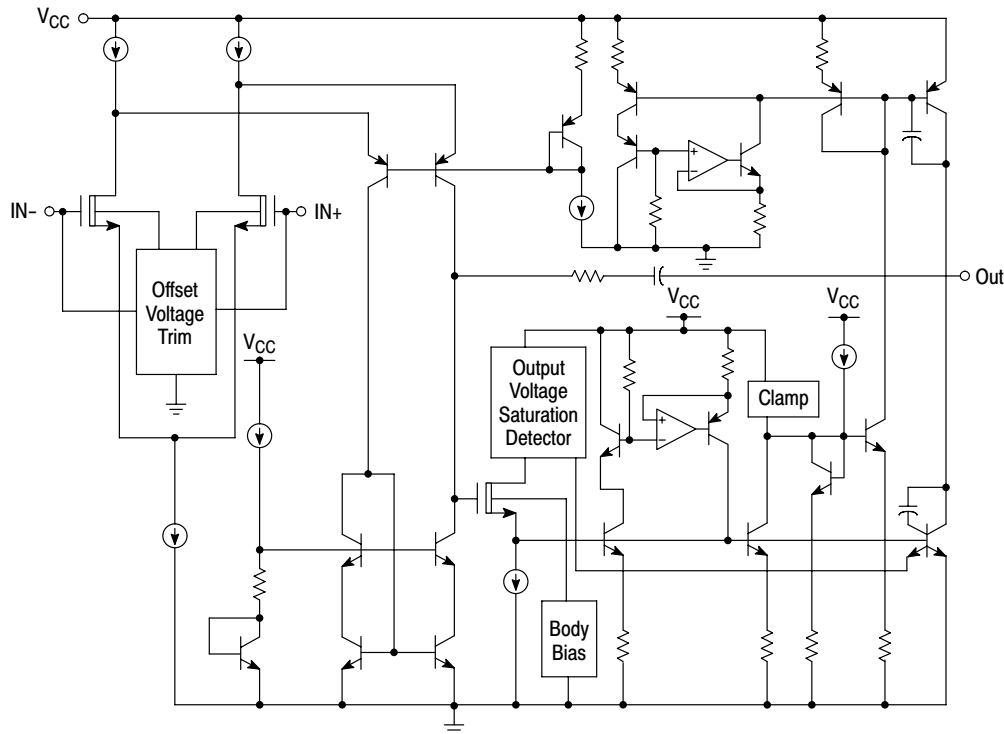 VCC
IN-
IN+
Offset
Voltage
Trim
+
−
Out
VCC
VCC
VCC
Output
Voltage
Saturation
Detector
Clamp
+
−
Body
Bias